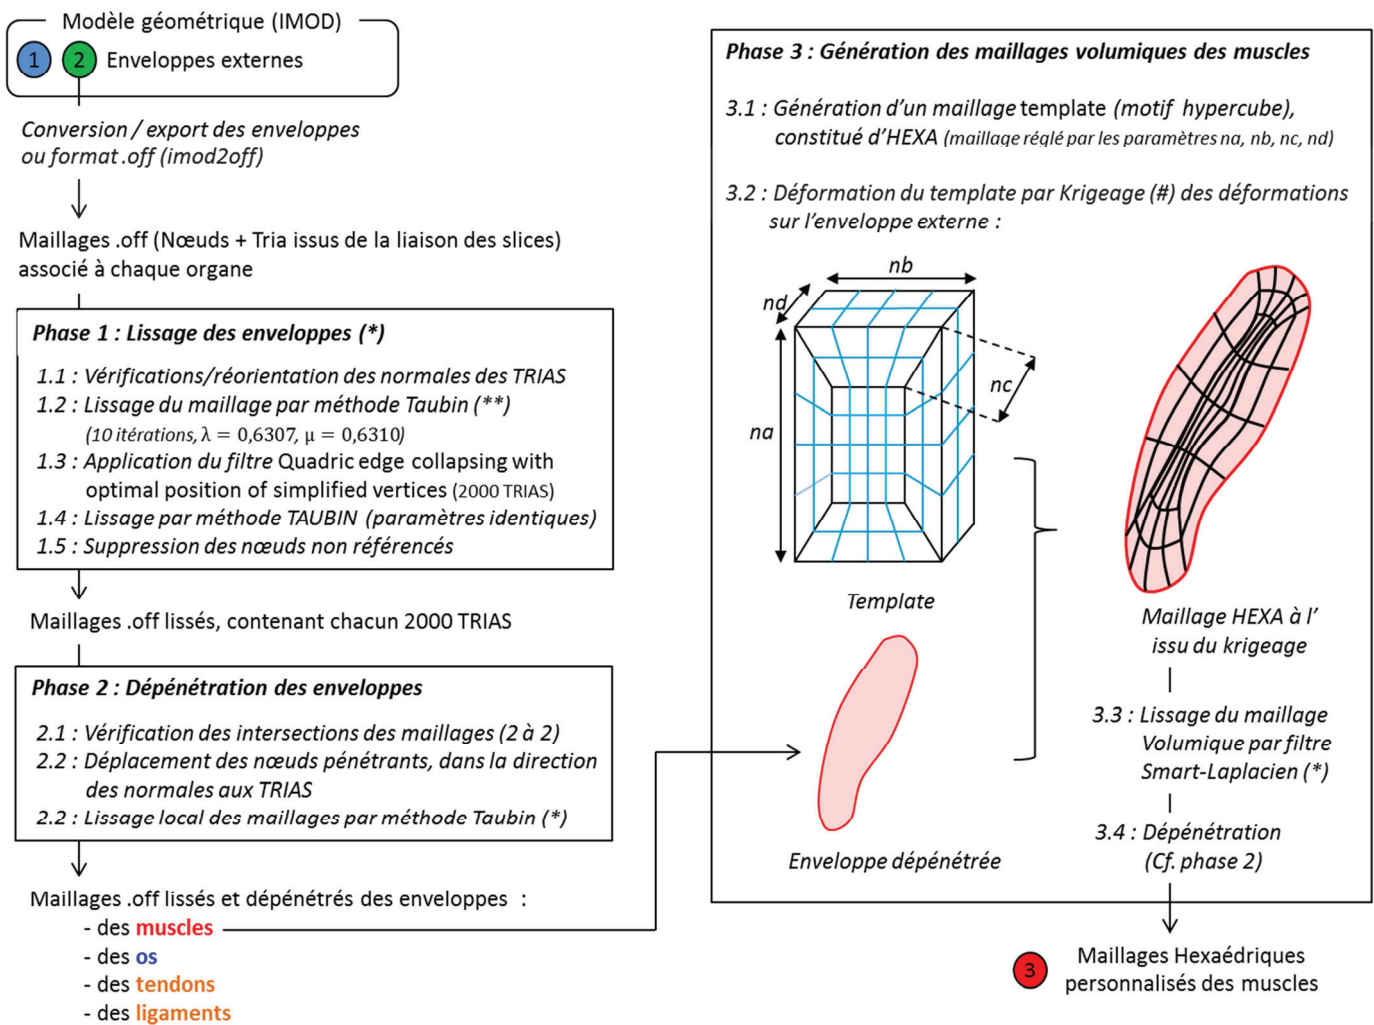 Modèle géométrique (IMOD)
1 2 Enveloppes externes
Conversion / export des enveloppes
ou format .off (imod2off)
Maillages .off (Nœuds + Tria issus de la liaison des slices)
associé à chaque organe
Phase 1 : Lissage des enveloppes (*)
1.1 : Vérifications/réorientation des normales des TRIAS
1.2 : Lissage du maillage par méthode Taubin (**)
(10 itérations, λ = 0,6307, μ = 0,6310)
1.3 : Application du filtre Quadric edge collapsing with
optimal position of simplified vertices (2000 TRIAS)
1.4 : Lissage par méthode TAUBIN (paramètres identiques)
1.5 : Suppression des nœuds non référencés
Maillages .off lissés, contenant chacun 2000 TRIAS
Phase 2 : Dépénétration des enveloppes
2.1 : Vérification des intersections des maillages (2 à 2)
2.2 : Déplacement des nœuds pénétrants, dans la direction
des normales aux TRIAS
2.2 : Lissage local des maillages par méthode Taubin (*)
Maillages .off lissés et dépénétrés des enveloppes :
- des muscles
- des os
- des tendons
- des ligaments
Phase 3 : Génération des maillages volumiques des muscles
3.1 : Génération d'un maillage template (motif hypercube),
constitué d'HEXA (maillage réglé par les paramètres na, nb, nc, nd)
3.2 : Déformation du template par Krigeage (#) des déformations
sur l'enveloppe externe :
nb
nd
nc
na
Template
Enveloppe dépénétrée
Maillage HEXA à l'
issu du krigeage
3.3 : Lissage du maillage
Volumique par filtre
Smart-Laplacien (*)
3.4 : Dépénétration
(Cf. phase 2)
3 Maillages Hexaédriques
personnalisés des muscles